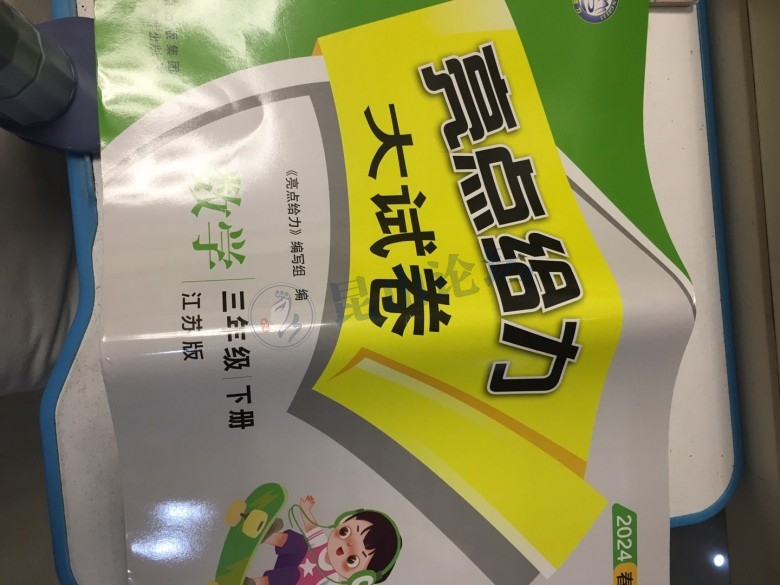 亮点给力
大试卷
《亮点给力》编写组 编
数学
三年级 下册
江苏版
2024 春